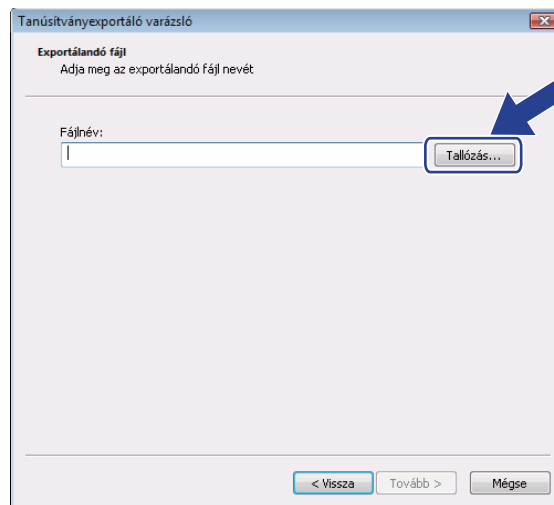 Tanúsítványexportáló varázsló
Exportálandó fájl
Adja meg az exportálandó fájl nevét
Fájlnév:
Tallózás...
< Vissza Tovább > Mégse